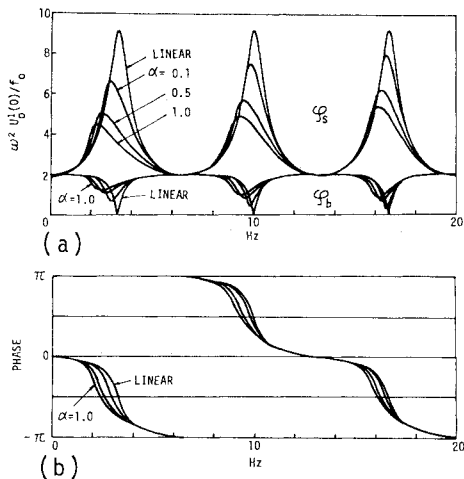 (a)
ω² U₀¹(0)/f₀
10
8
6
4
2
0
LINEAR
α = 0.1
0.5
1.0
φs
φb
α=1.0
LINEAR
0 10 20
Hz
(b)
PHASE
π
0
-π
LINEAR
α=1.0
0 10 20
Hz